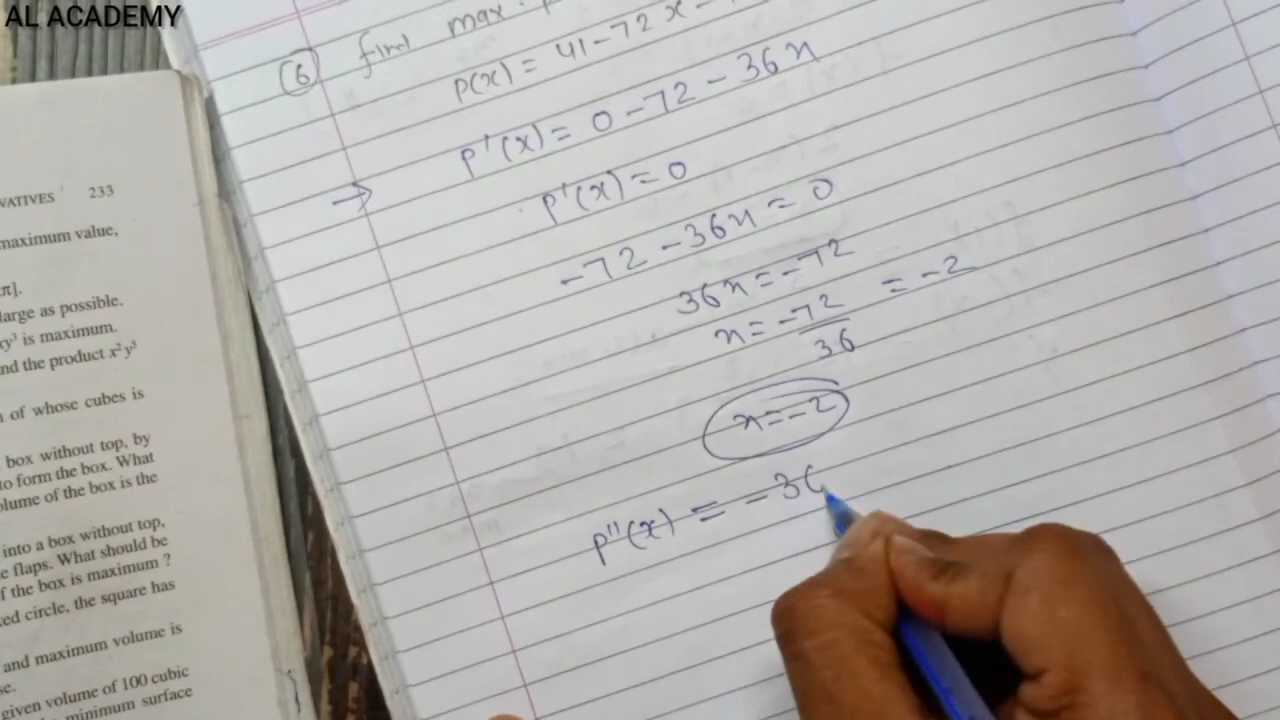 AL ACADEMY
(6) find max.
p(x) = 41-72x-
p'(x) = 0-72-36x
→ p'(x) = 0
-72-36x = 0
36x = -72
x = -72/36 = -2
x = -2
p''(x) = -36
VATIVES 233
maximum value,
π].
large as possible.
xy³ is maximum.
nd the product x² y⁵
of whose cubes is
box without top, by
to form the box. What
olume of the box is the
into a box without top,
e flaps. What should be
f the box is maximum ?
ed circle, the square has
and maximum volume is
se.
given volume of 100 cubic
minimum surface